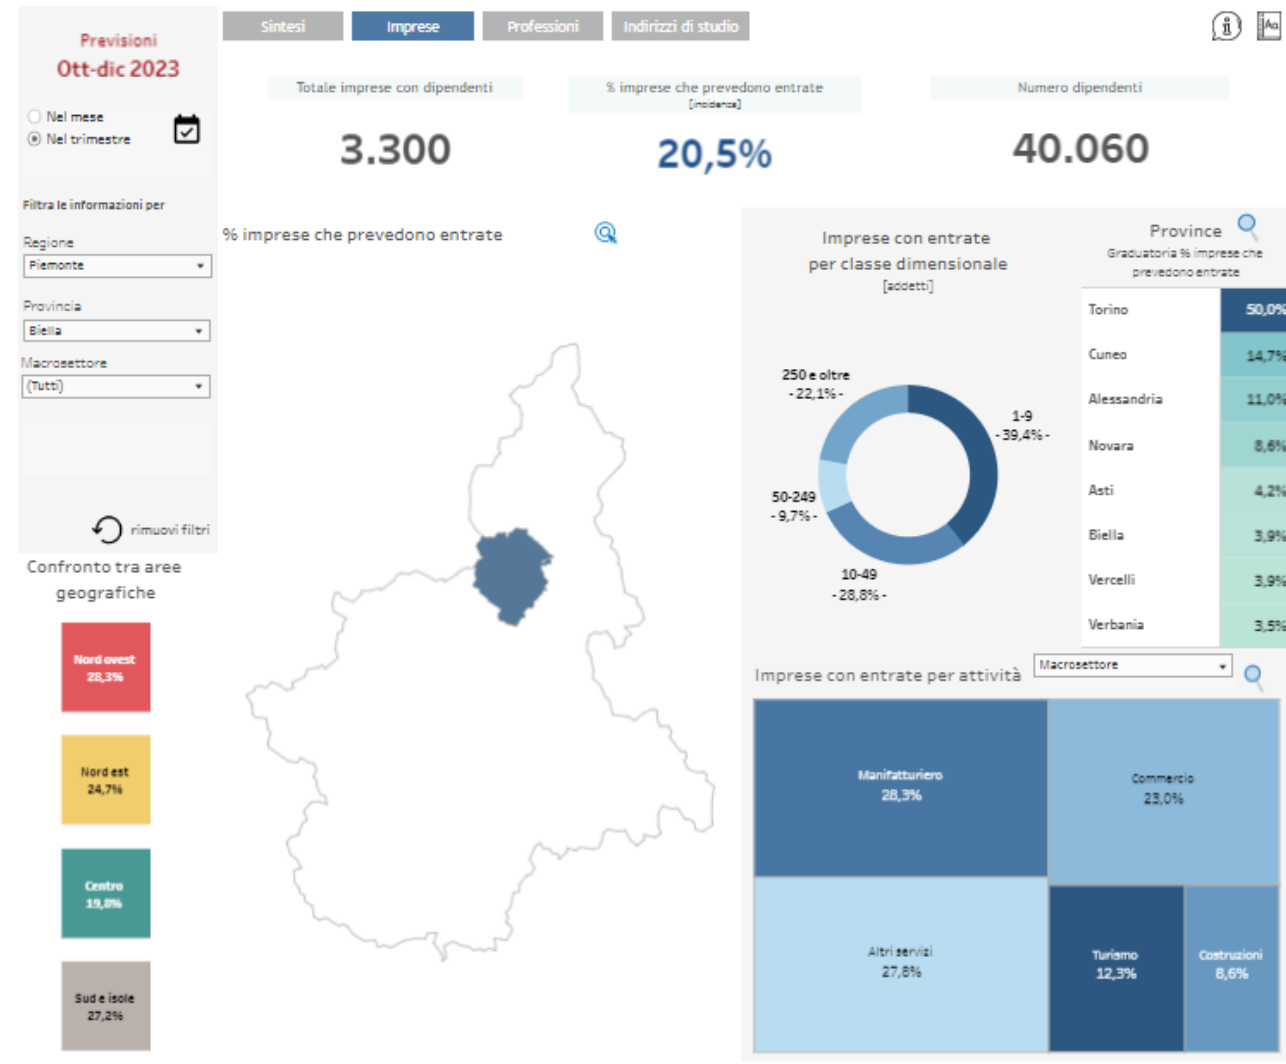 Previsioni
Ott-dic 2023
Nel mese
Nel trimestre
Filtra le informazioni per
Regione
Piemonte
Provincia
Biella
Macrosettore
(Tutti)
rimuovi filtri
Confronto tra aree
geografiche
Nord ovest
28,3%
Nord est
24,7%
Centro
19,8%
Sud e isole
27,2%
Sintesi
Imprese
Professioni
Indirizzi di studio
Aa
Totale imprese con dipendenti
3.300
% imprese che prevedono entrate
[incidenza]
20,5%
Numero dipendenti
40.060
% imprese che prevedono entrate
Imprese con entrate
per classe dimensionale
[addetti]
250 e oltre
- 22,1% -
1-9
- 39,4% -
50-249
- 9,7% -
10-49
- 28,8% -
Province
Graduatoria % imprese che
prevedono entrate
Torino 50,0%
Cuneo 14,7%
Alessandria 11,0%
Novara 8,6%
Asti 4,2%
Biella 3,9%
Vercelli 3,9%
Verbania 3,5%
Imprese con entrate per attività
Macrosettore
Manifatturiero
28,3%
Commercio
23,0%
Altri servizi
27,8%
Turismo
12,3%
Costruzioni
8,6%